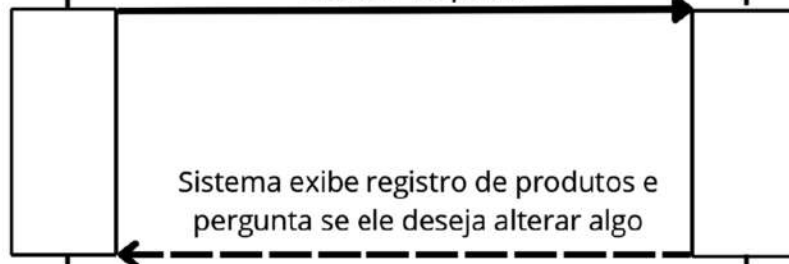 Sistema exibe registro de produtos e
pergunta se ele deseja alterar algo